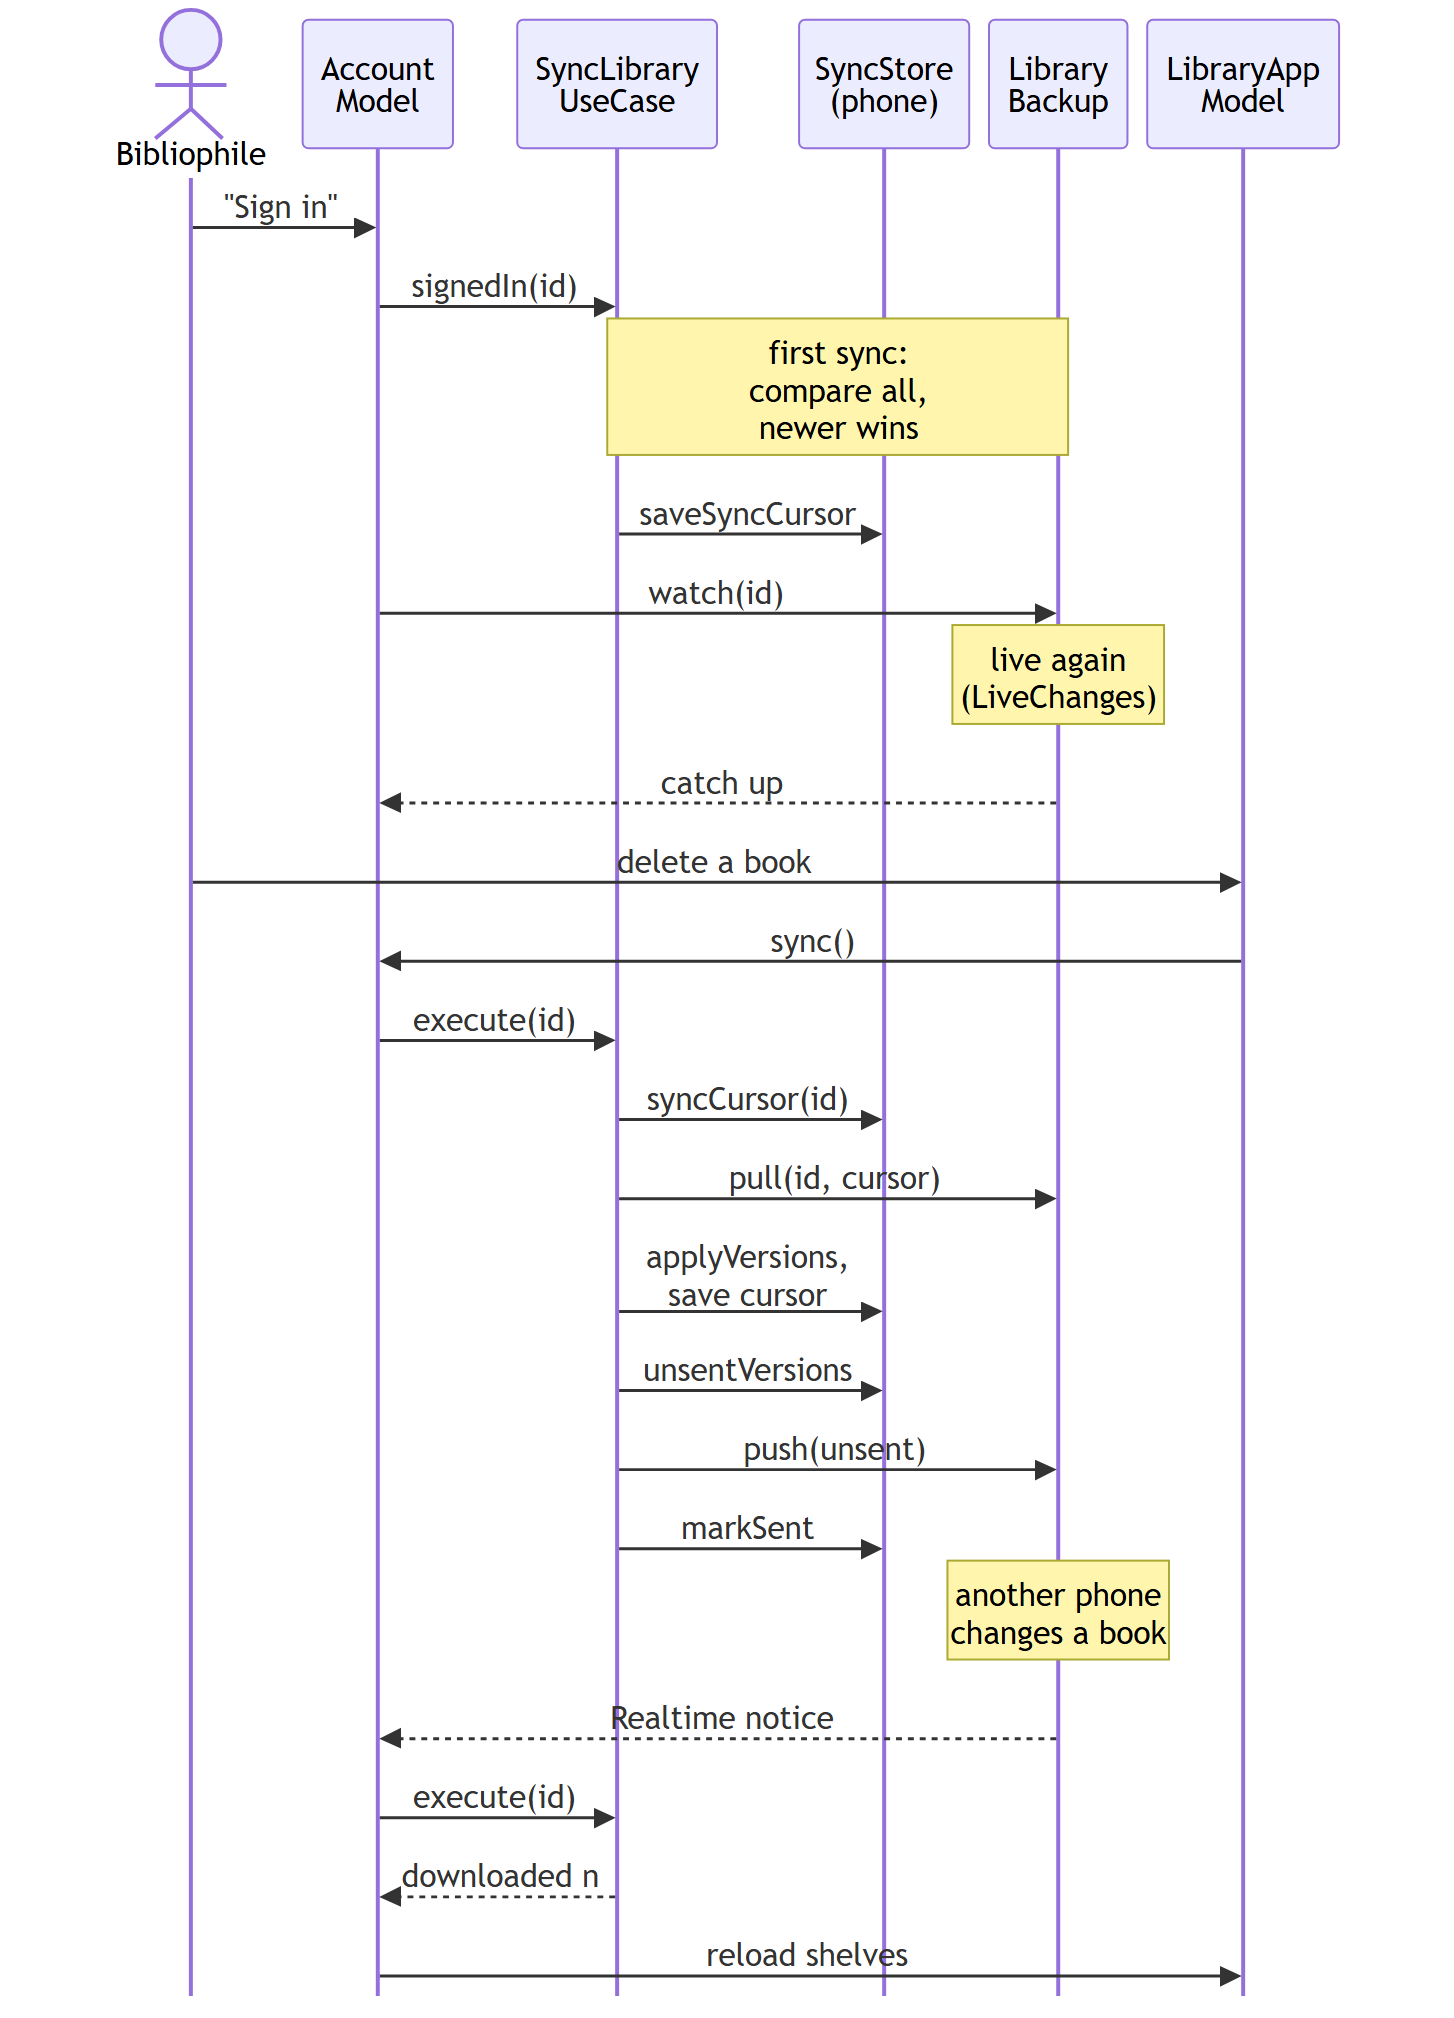 Bibliophile
Account
Model
SyncLibrary
UseCase
SyncStore
(phone)
Library
Backup
LibraryApp
Model
"Sign in"
signedIn(id)
first sync:
compare all,
newer wins
saveSyncCursor
watch(id)
live again
(LiveChanges)
catch up
delete a book
sync()
execute(id)
syncCursor(id)
pull(id, cursor)
applyVersions,
save cursor
unsentVersions
push(unsent)
markSent
another phone
changes a book
Realtime notice
execute(id)
downloaded n
reload shelves